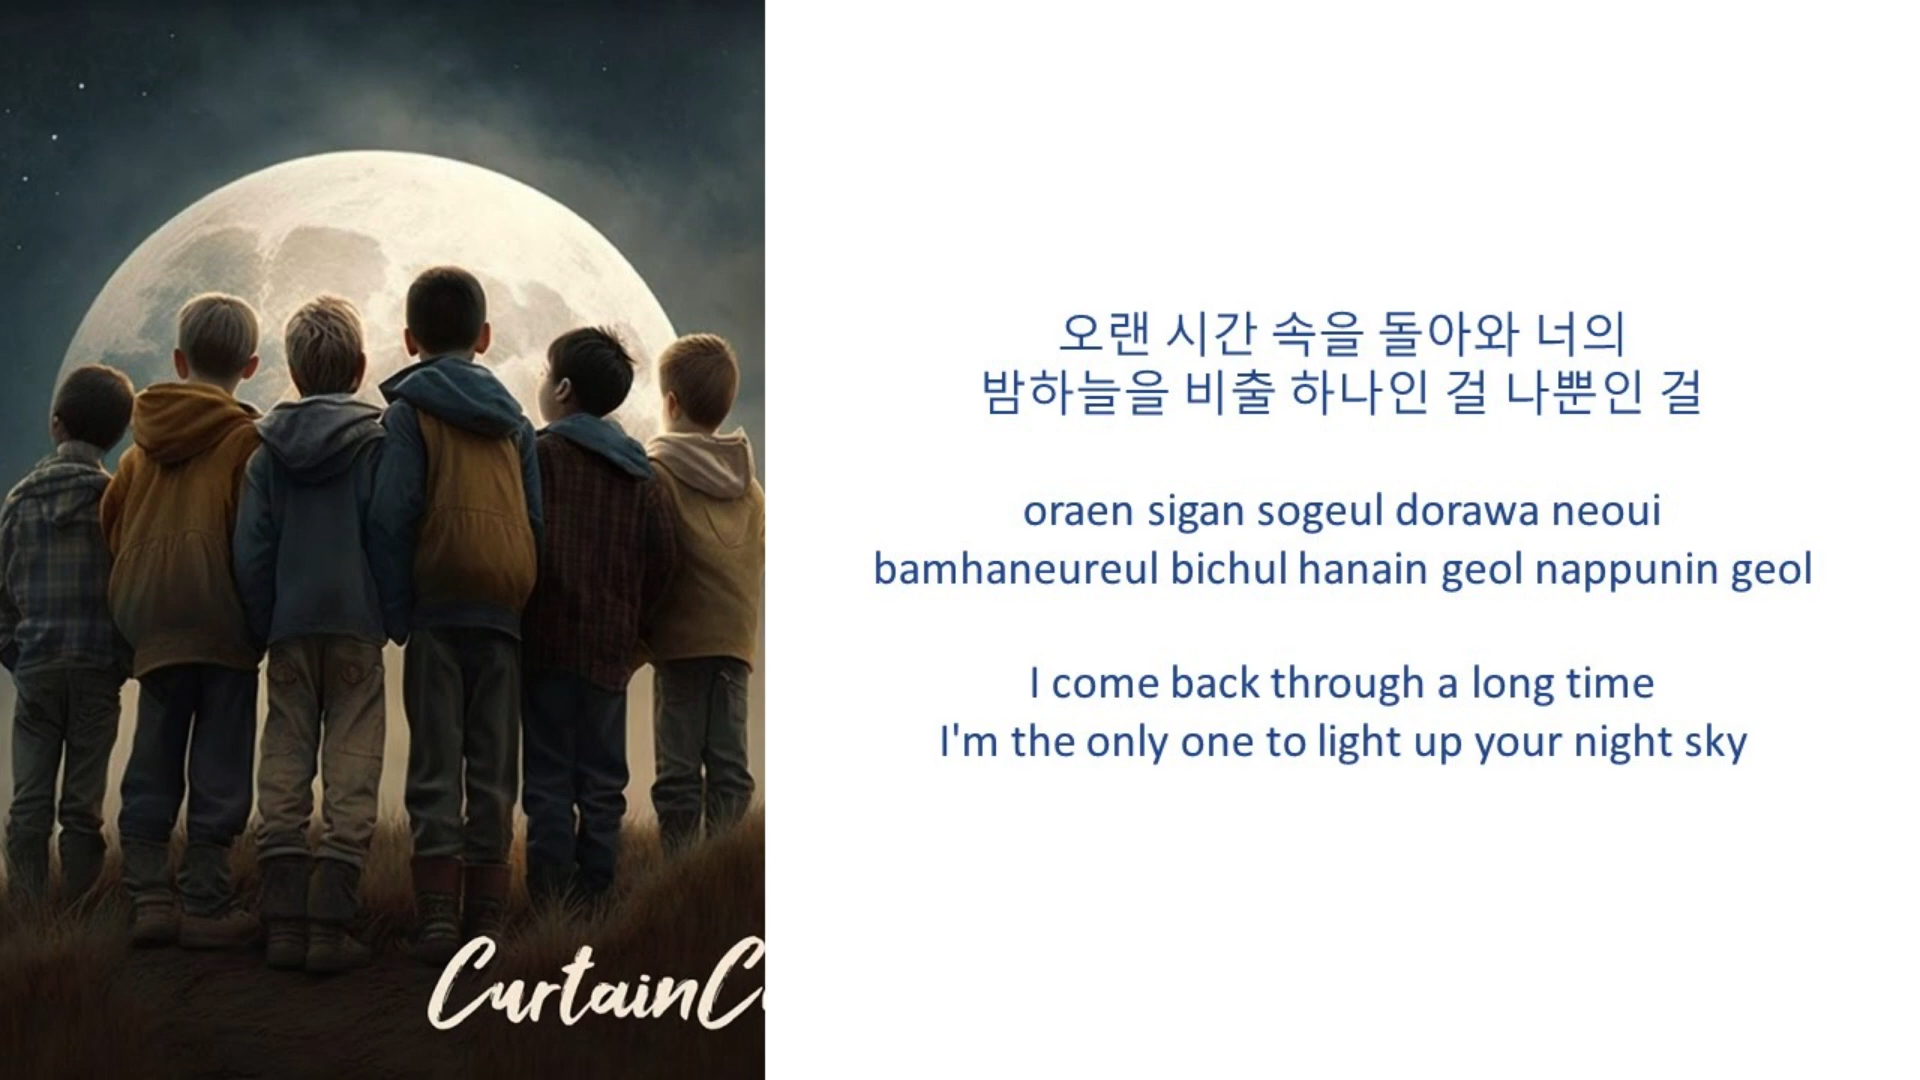 오랜 시간 속을 돌아와 너의
밤하늘을 비출 하나인 걸 나뿐인 걸
oraen sigan sogeul dorawa neoui
bamhaneureul bichul hanain geol nappunin geol
I come back through a long time
I'm the only one to light up your night sky
CurtainC